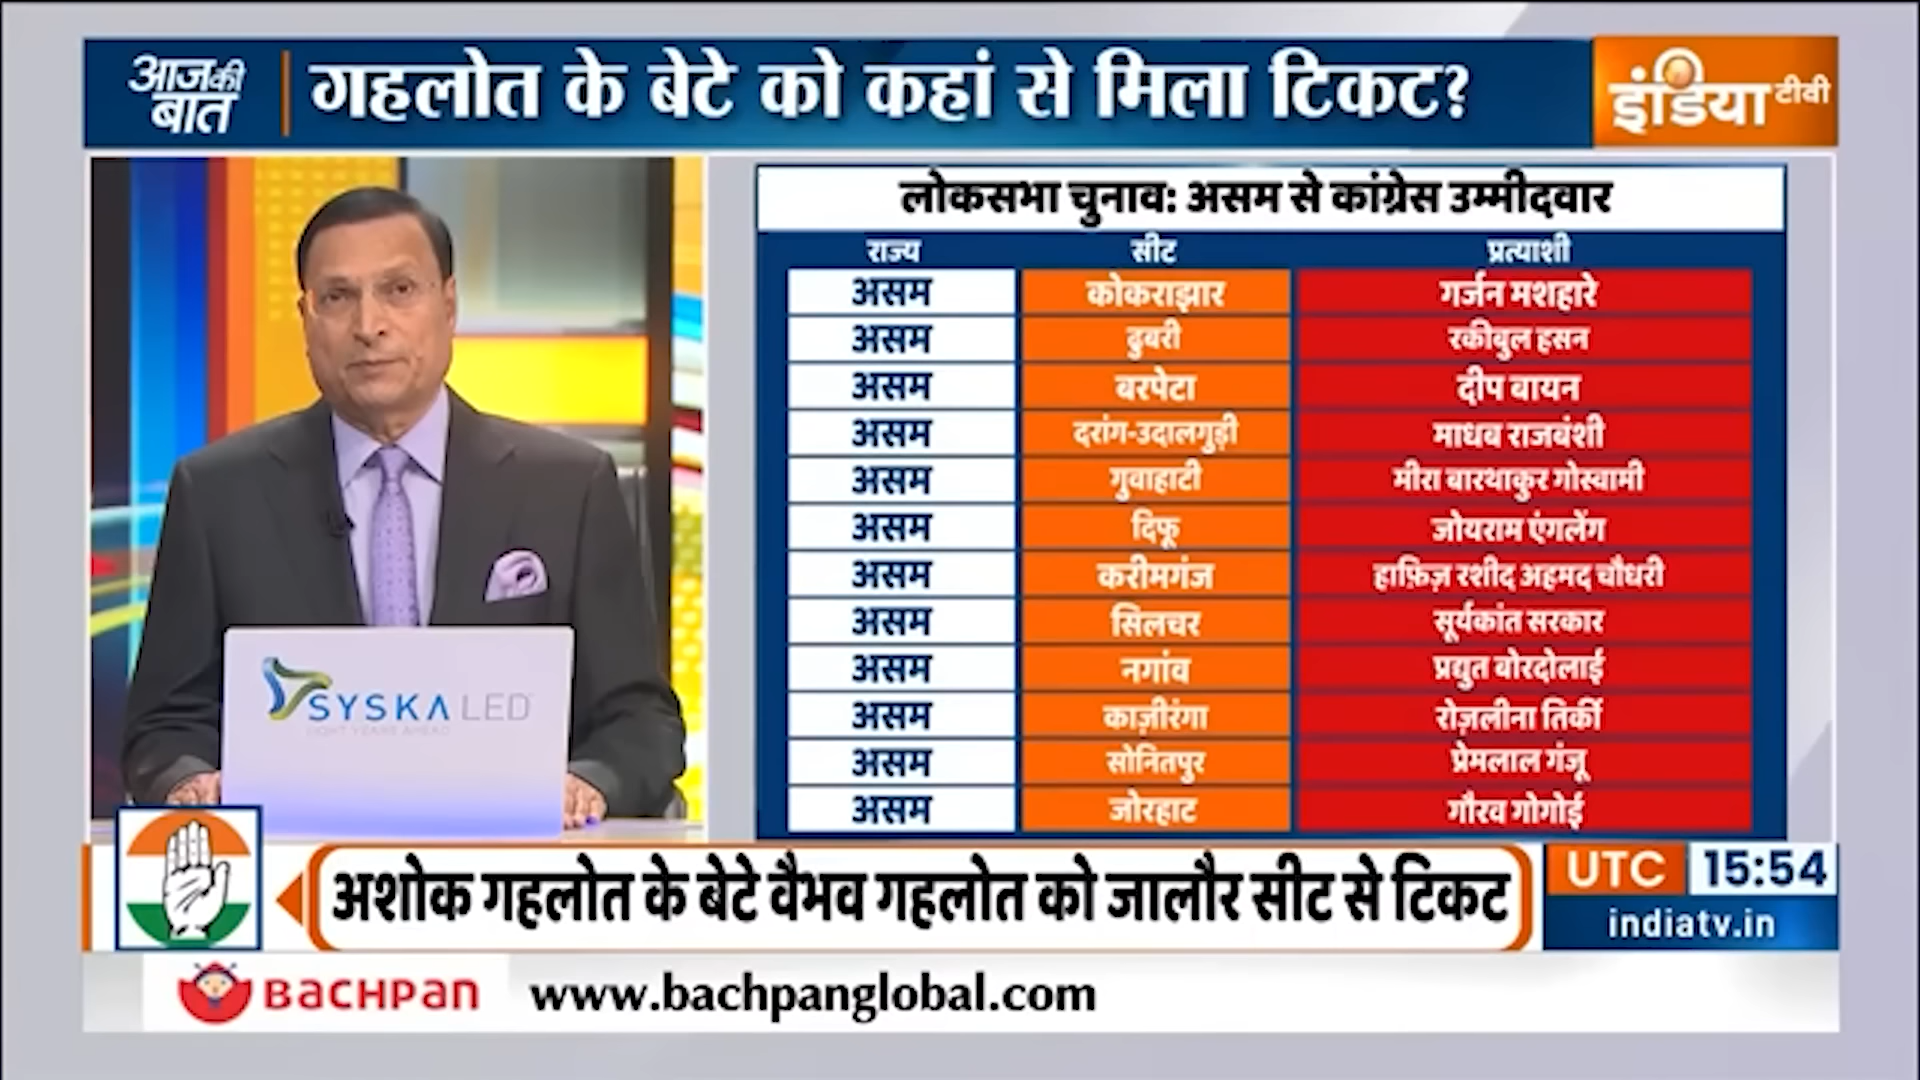 आज की बात
गहलोत के बेटे को कहां से मिला टिकट?
इंडिया टीवी
लोकसभा चुनाव: असम से कांग्रेस उम्मीदवार
राज्य सीट प्रत्याशी
असम कोकराझार गर्जन मशहारे
असम दुबरी रकीबुल हसन
असम बरपेटा दीप बायन
असम दरांग-उदालगुड़ी माधब राजबंशी
असम गुवाहाटी मीरा बारथाकुर गोस्वामी
असम दिफू जोयराम एंगलेंग
असम करीमगंज हाफ़िज़ रशीद अहमद चौधरी
असम सिलचर सूर्यकांत सरकार
असम नगांव प्रद्युत बोरदोलाई
असम काज़ीरंगा रोज़लीना तिर्की
असम सोनितपुर प्रेमलाल गंजू
असम जोरहाट गौरव गोगोई
SYSKA LED
अशोक गहलोत के बेटे वैभव गहलोत को जालौर सीट से टिकट
UTC 15:54
indiatv.in
BACHPAN www.bachpanglobal.com